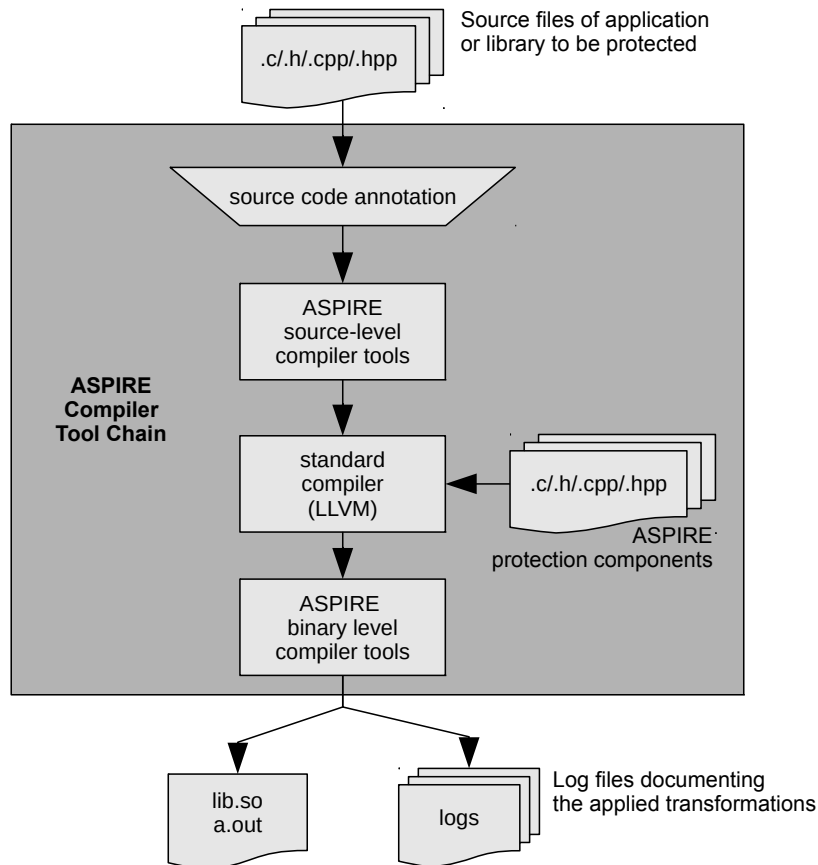 Source files of application
or library to be protected
.c/.h/.cpp/.hpp
source code annotation
ASPIRE
source-level
compiler tools
ASPIRE
Compiler
Tool Chain
standard
compiler
(LLVM)
.c/.h/.cpp/.hpp
ASPIRE
protection components
ASPIRE
binary level
compiler tools
lib.so
a.out
logs
Log files documenting
the applied transformations